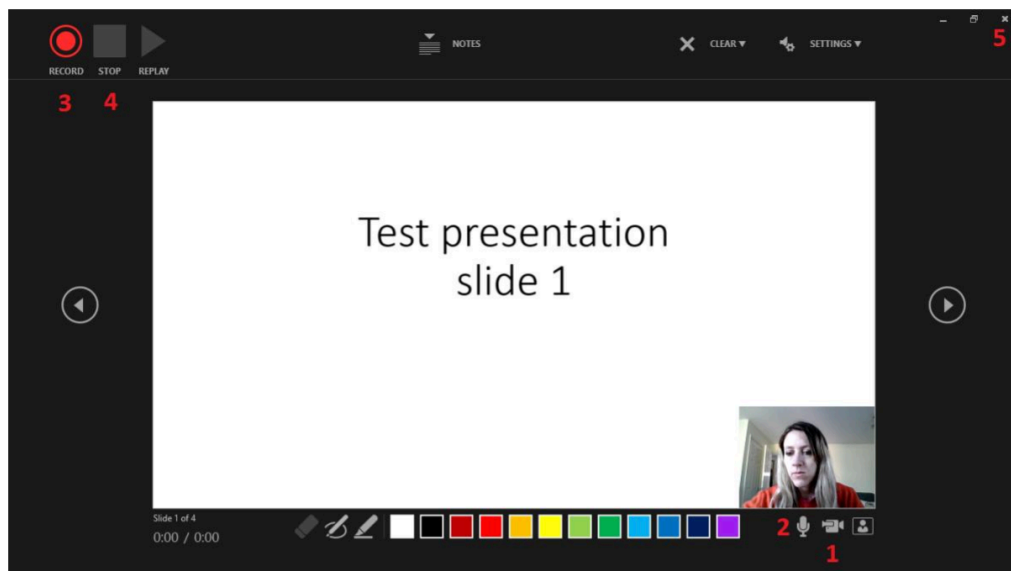 NOTES
CLEAR ▼
SETTINGS ▼
5
RECORD STOP REPLAY
3 4
Test presentation
slide 1
Slide 1 of 4
0:00 / 0:00
2
1